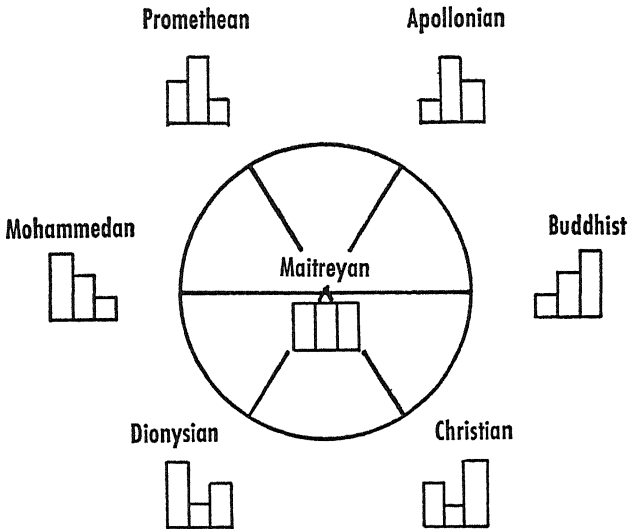 Promethean
Apollonian
Mohammedan
Buddhist
Maitreyan
Dionysian
Christian